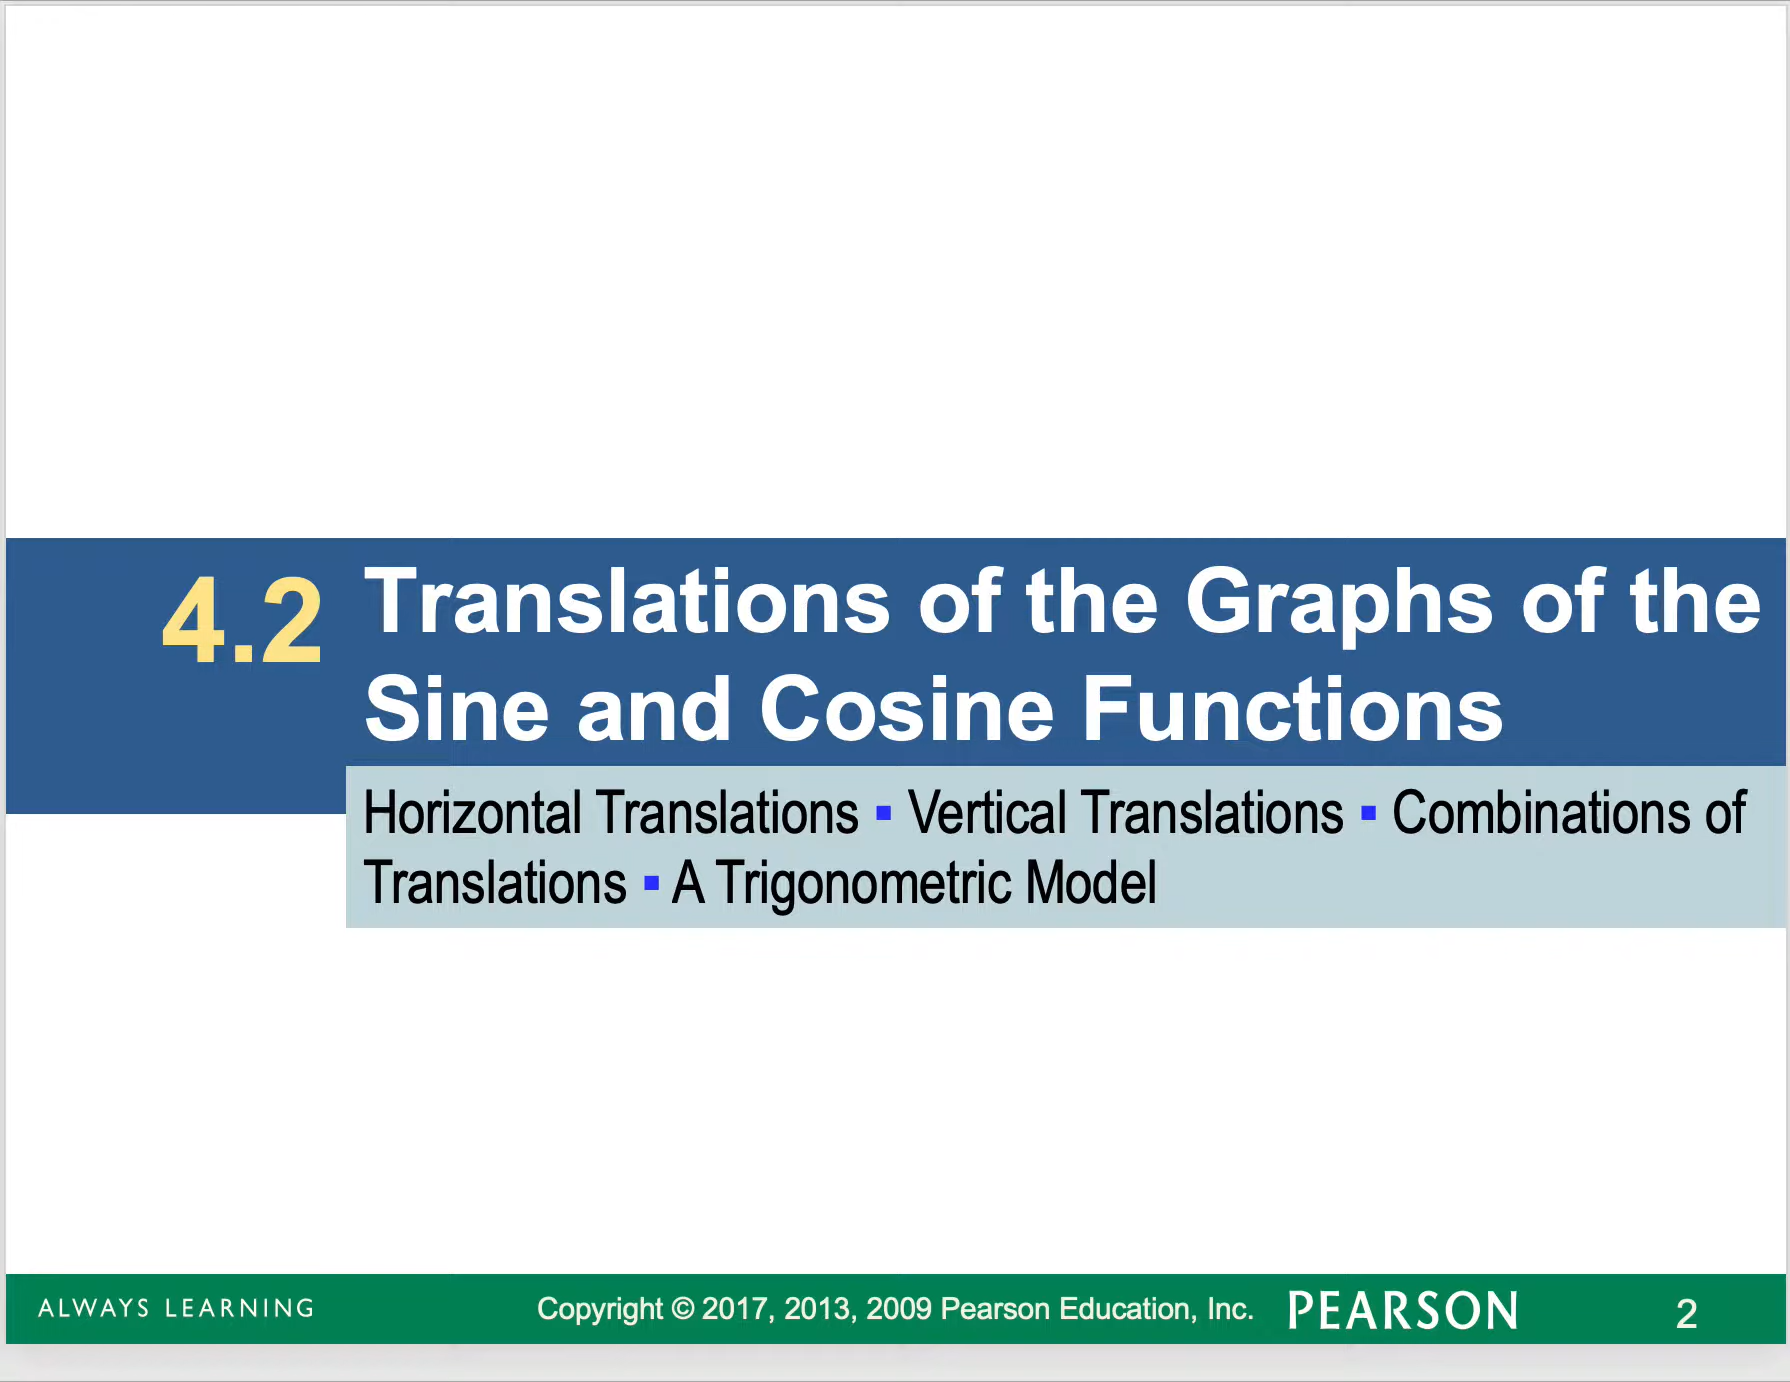 4.2 Translations of the Graphs of the
Sine and Cosine Functions
Horizontal Translations ▪ Vertical Translations ▪ Combinations of
Translations ▪ A Trigonometric Model
ALWAYS LEARNING Copyright © 2017, 2013, 2009 Pearson Education, Inc. PEARSON 2